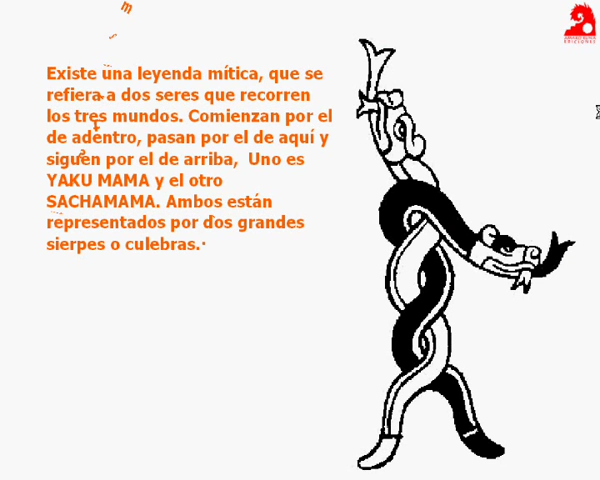 Existe una leyenda mítica, que se
refiera a dos seres que recorren
los tres mundos. Comienzan por el
de adentro, pasan por el de aquí y
siguen por el de arriba, Uno es
YAKU MAMA y el otro
SACHAMAMA. Ambos están
representados por dos grandes
sierpes o culebras.